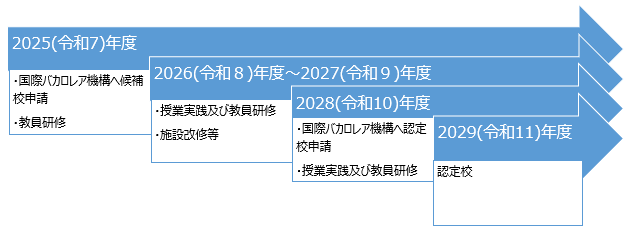 2025(令和7)年度
・国際バカロレア機構へ候補
校申請
・教員研修
2026(令和８)年度～2027(令和９)年度
・授業実践及び教員研修
・施設改修等
2028(令和10)年度
・国際バカロレア機構へ認定
校申請
・授業実践及び教員研修
2029(令和11)年度
認定校